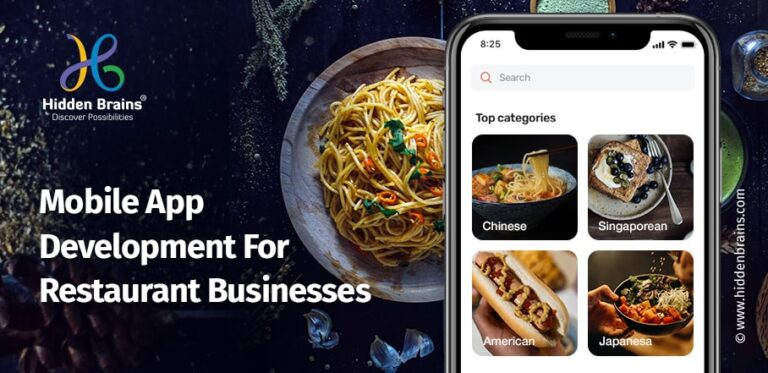 Hidden Brains®
Discover Possibilities
Mobile App
Development For
Restaurant Businesses
8:25
Search
Top categories
Chinese
Singaporean
American
Japanesa
© www.hiddenbrains.com